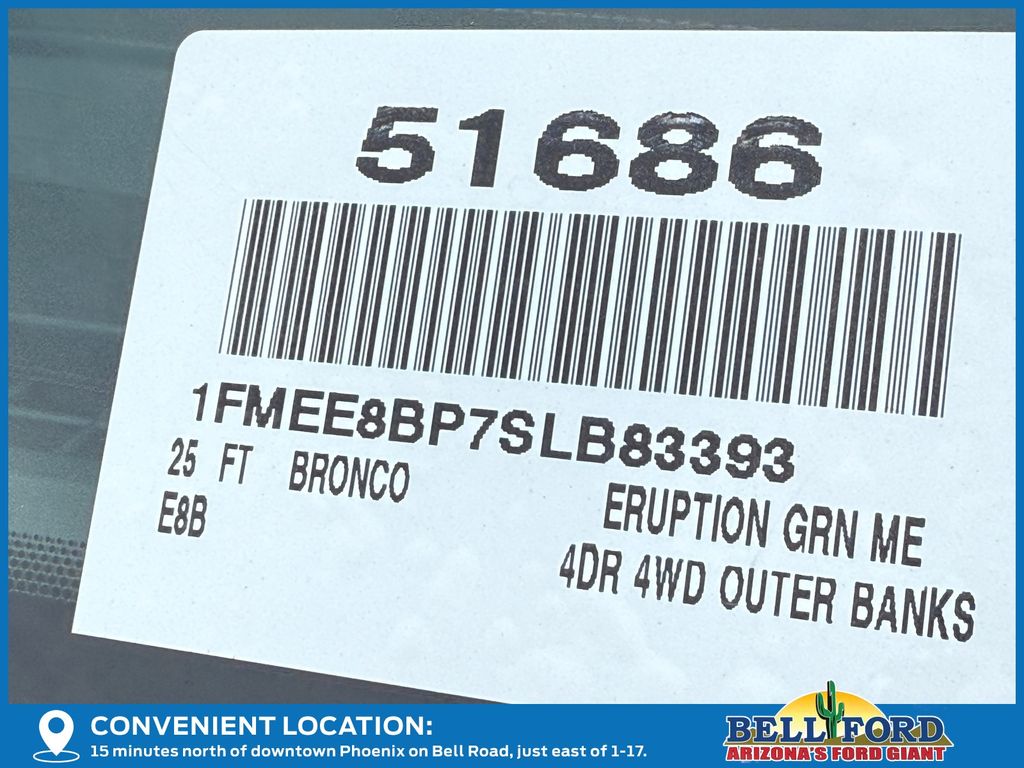 51686
1FMEE8BP7SLB83393
25 FT BRONCO
E8B
ERUPTION GRN ME
4DR 4WD OUTER BANKS
CONVENIENT LOCATION:
15 minutes north of downtown Phoenix on Bell Road, just east of 1-17.
BELL FORD
ARIZONA'S FORD GIANT